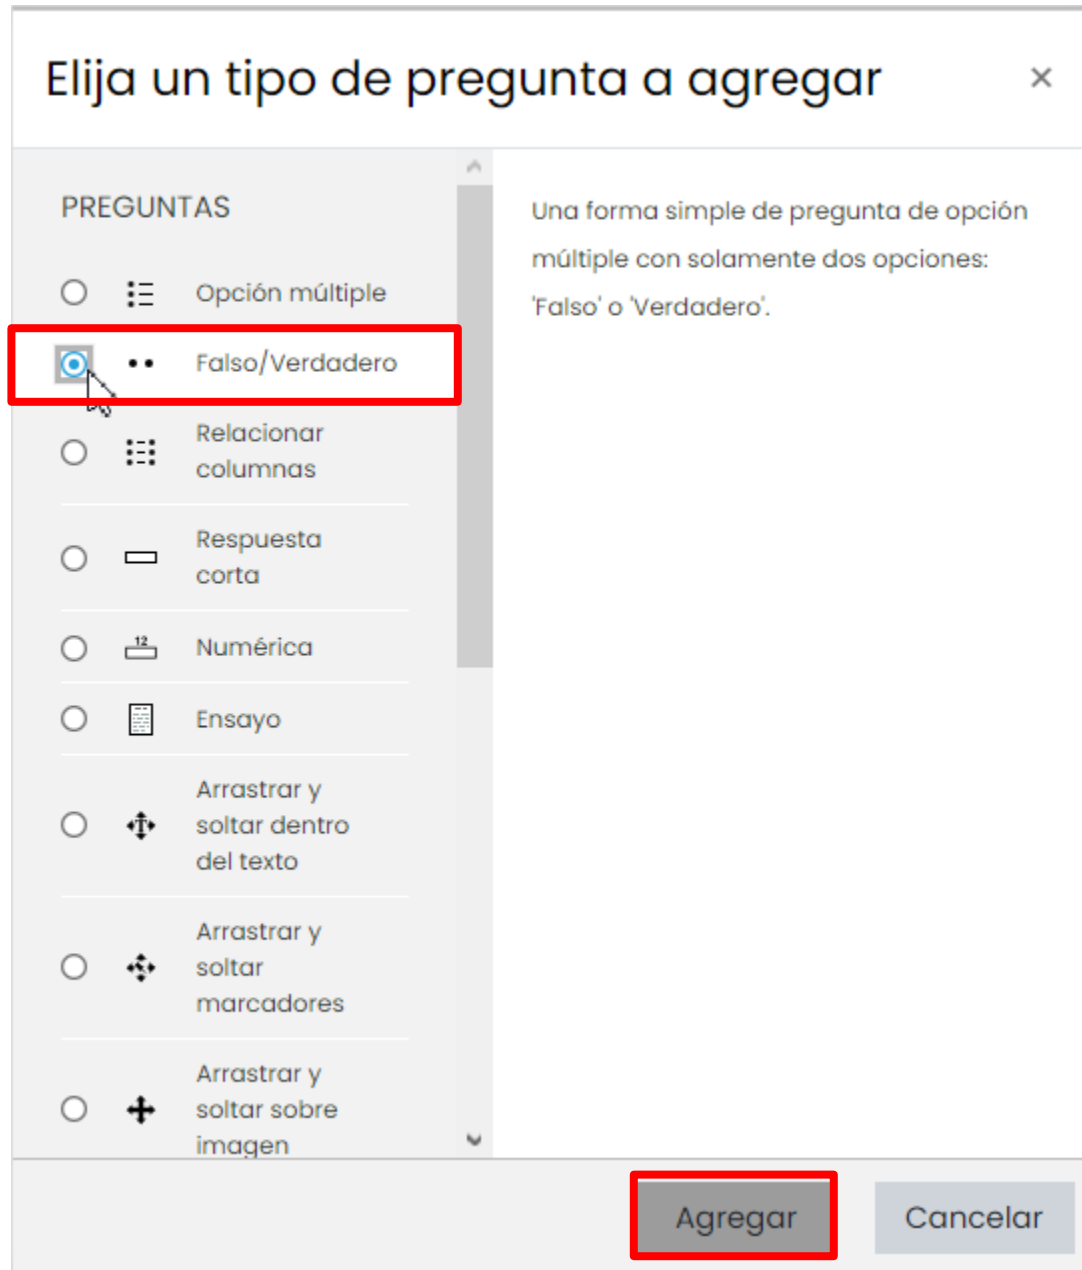 Elija un tipo de pregunta a agregar
×
PREGUNTAS
Opción múltiple
Falso/Verdadero
Relacionar
columnas
Respuesta
corta
12
Numérica
Ensayo
Arrastrar y
soltar dentro
del texto
Arrastrar y
soltar
marcadores
Arrastrar y
soltar sobre
imagen
Una forma simple de pregunta de opción
múltiple con solamente dos opciones:
'Falso' o 'Verdadero'.
Agregar
Cancelar